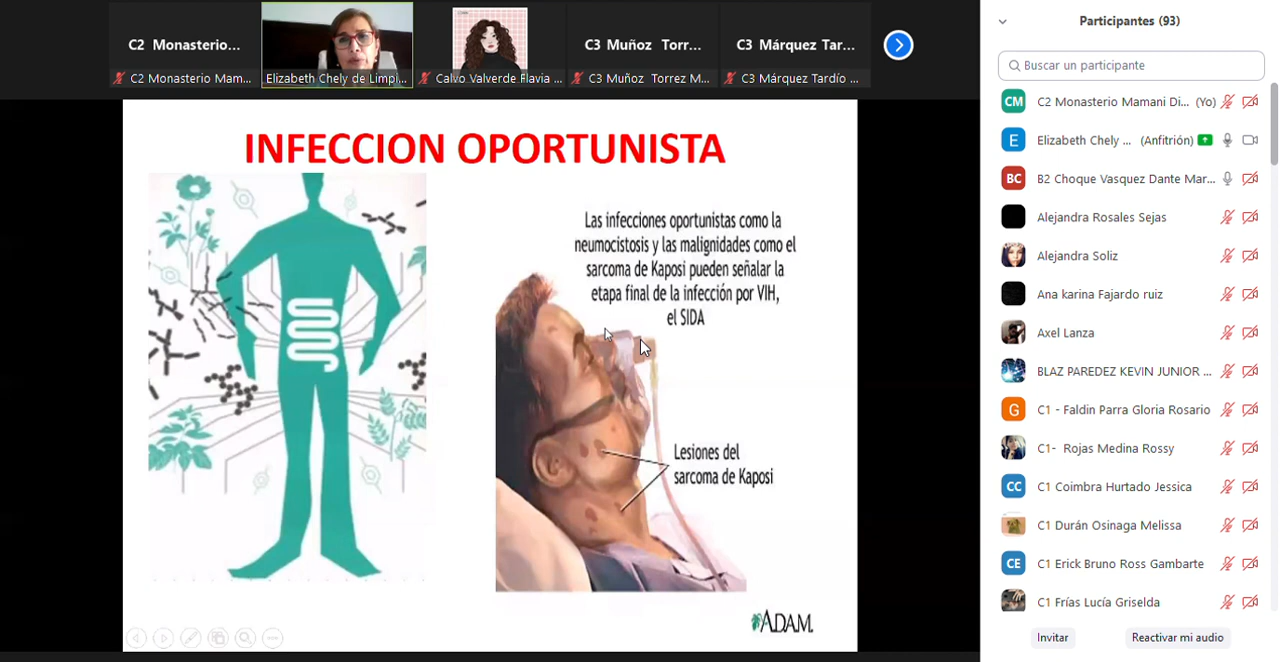 C2 Monasterio...
C3 Muñoz Torr...
C3 Márquez Tar...
C2 Monasterio Mam...
Elizabeth Chely de Limpi...
Calvo Valverde Flavia ...
C3 Muñoz Torrez M...
C3 Márquez Tardío ...
INFECCION OPORTUNISTA
Las infecciones oportunistas como la
neumocistosis y las malignidades como el
sarcoma de Kaposi pueden señalar la
etapa final de la infección por VIH,
el SIDA
Lesiones del
sarcoma de Kaposi
A.D.A.M.
Participantes (93)
Buscar un participante
CM C2 Monasterio Mamani Di... (Yo)
E Elizabeth Chely ... (Anfitrión)
BC B2 Choque Vasquez Dante Mar...
Alejandra Rosales Sejas
Alejandra Soliz
Ana karina Fajardo ruiz
Axel Lanza
BLAZ PAREDEZ KEVIN JUNIOR ...
G C1 - Faldin Parra Gloria Rosario
C1- Rojas Medina Rossy
CC C1 Coimbra Hurtado Jessica
C1 Durán Osinaga Melissa
CE C1 Erick Bruno Ross Gambarte
C1 Frías Lucía Griselda
Invitar
Reactivar mi audio